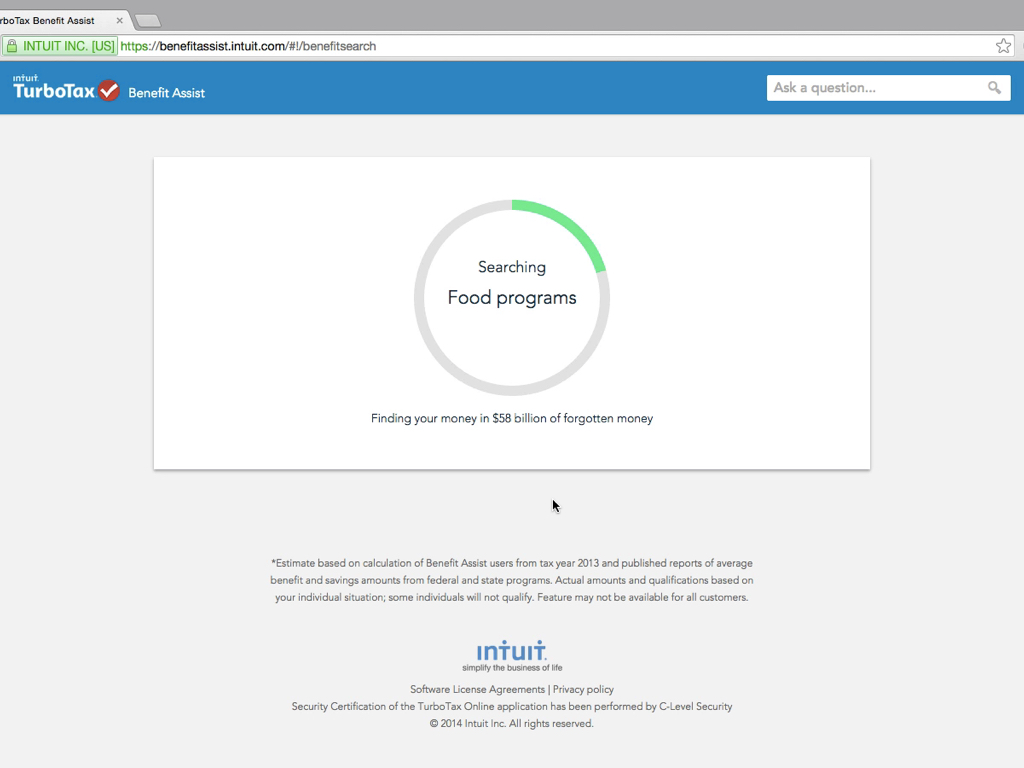 rboTax Benefit Assist
INTUIT INC. [US] https://benefitassist.intuit.com/#!/benefitsearch
intuit.
TurboTax Benefit Assist
Ask a question...
Searching
Food programs
Finding your money in $58 billion of forgotten money
*Estimate based on calculation of Benefit Assist users from tax year 2013 and published reports of average
benefit and savings amounts from federal and state programs. Actual amounts and qualifications based on
your individual situation; some individuals will not qualify. Feature may not be available for all customers.
intuit.
simplify the business of life
Software License Agreements | Privacy policy
Security Certification of the TurboTax Online application has been performed by C-Level Security
© 2014 Intuit Inc. All rights reserved.